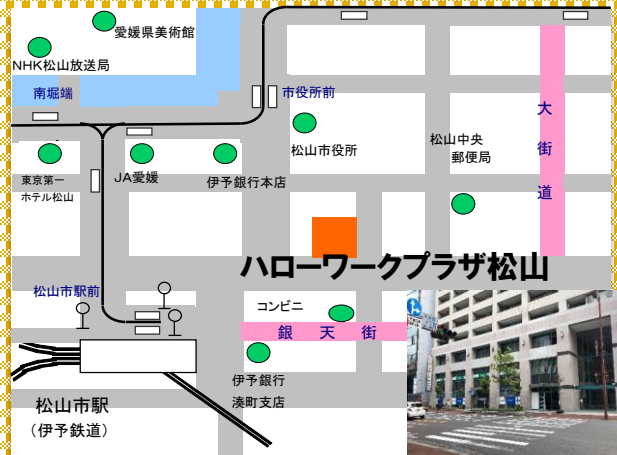 愛媛県美術館
NHK松山放送局
南堀端
市役所前
大街道
松山市役所
松山中央
郵便局
東京第一
ホテル松山
JA愛媛
伊予銀行本店
ハローワークプラザ松山
松山市駅前
コンビニ
銀天街
伊予銀行
湊町支店
松山市駅
（伊予鉄道）